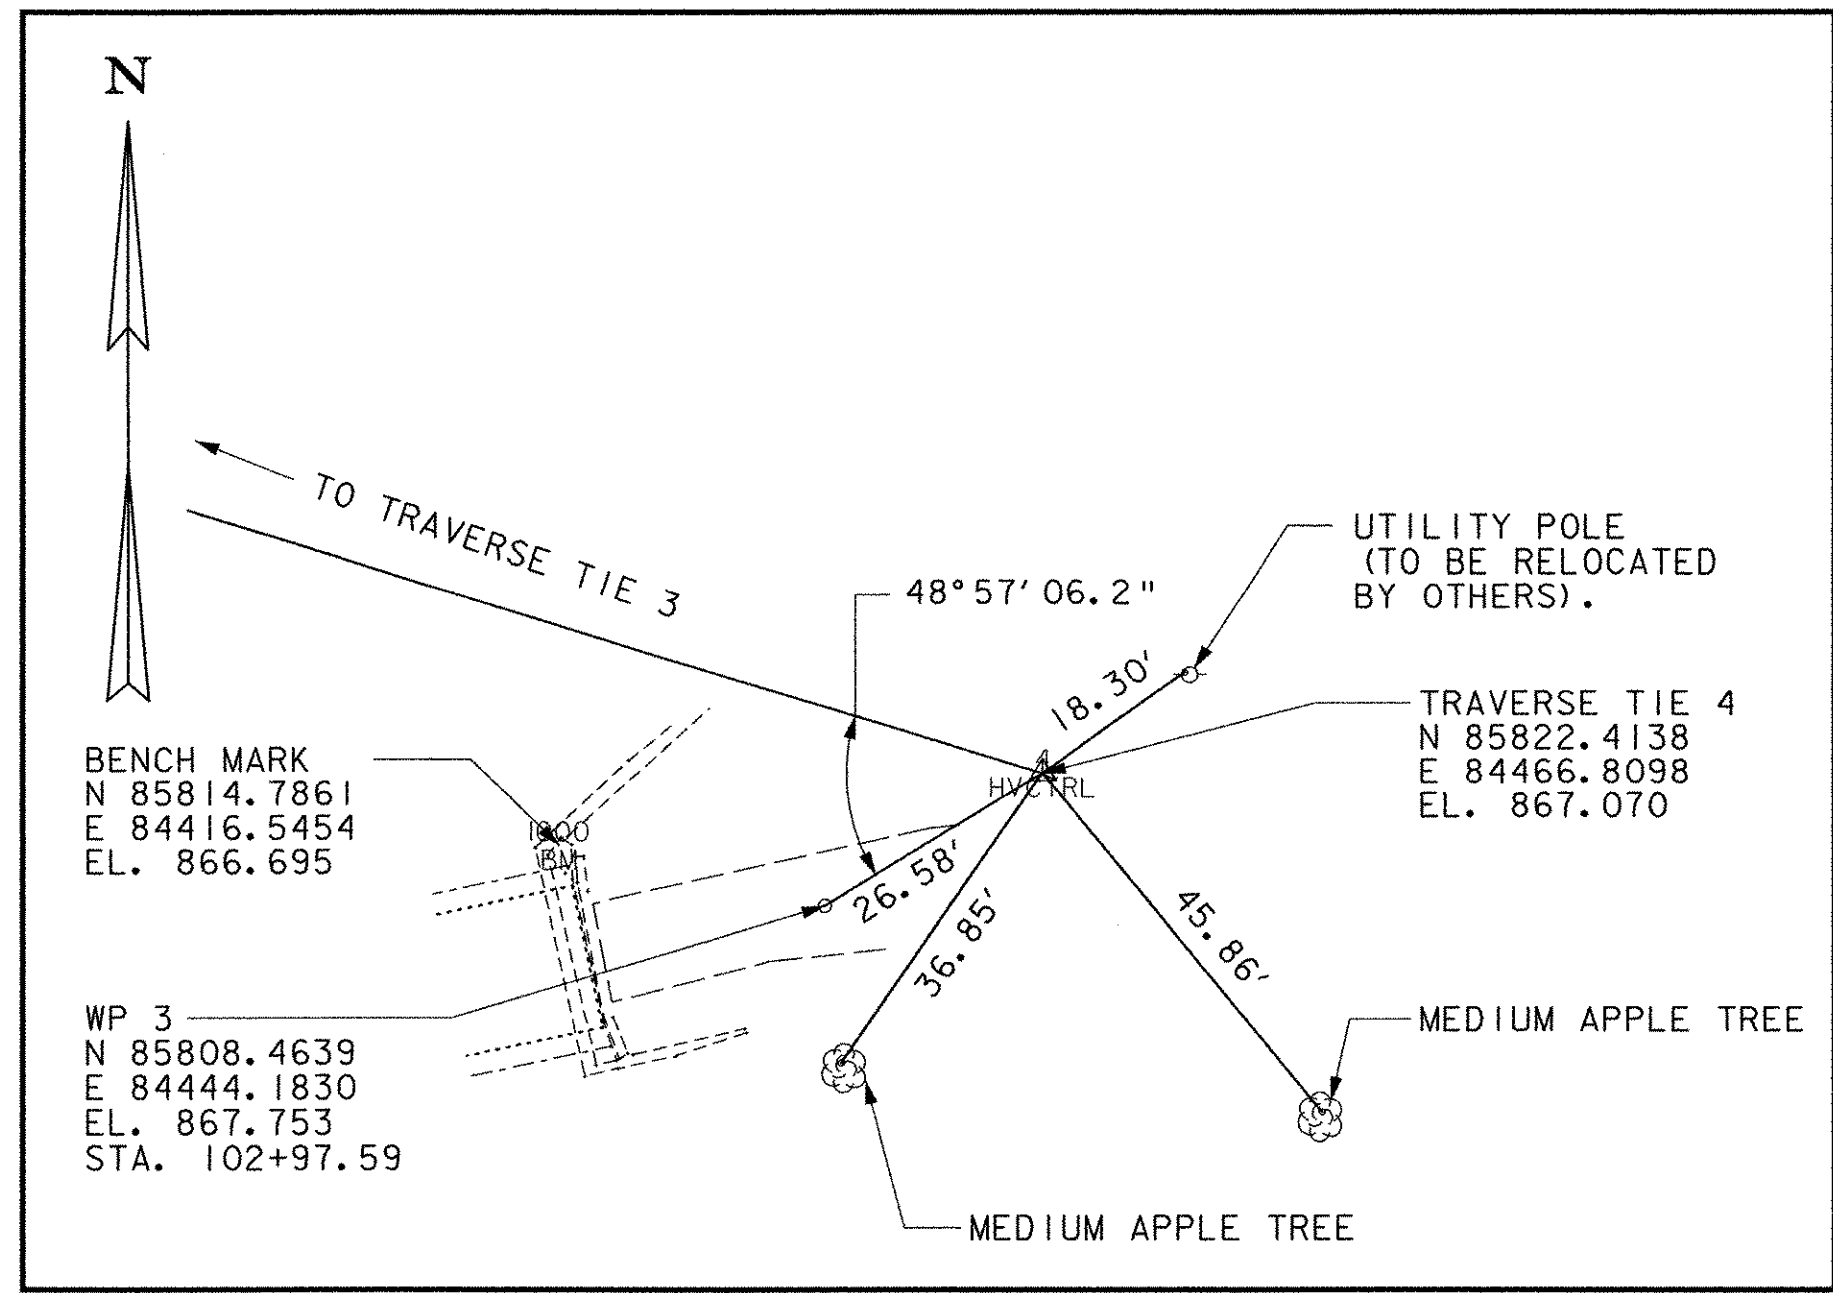 N
TO TRAVERSE TIE 3
48°57'06.2"
UTILITY POLE
(TO BE RELOCATED
BY OTHERS).
18.30'
TRAVERSE TIE 4
N 85822.4138
E 84466.8098
EL. 867.070
4
HVCTRL
BENCH MARK
N 85814.7861
E 84416.5454
EL. 866.695
1000
BM
26.58'
36.85'
45.86'
WP 3
N 85808.4639
E 84444.1830
EL. 867.753
STA. 102+97.59
MEDIUM APPLE TREE
MEDIUM APPLE TREE